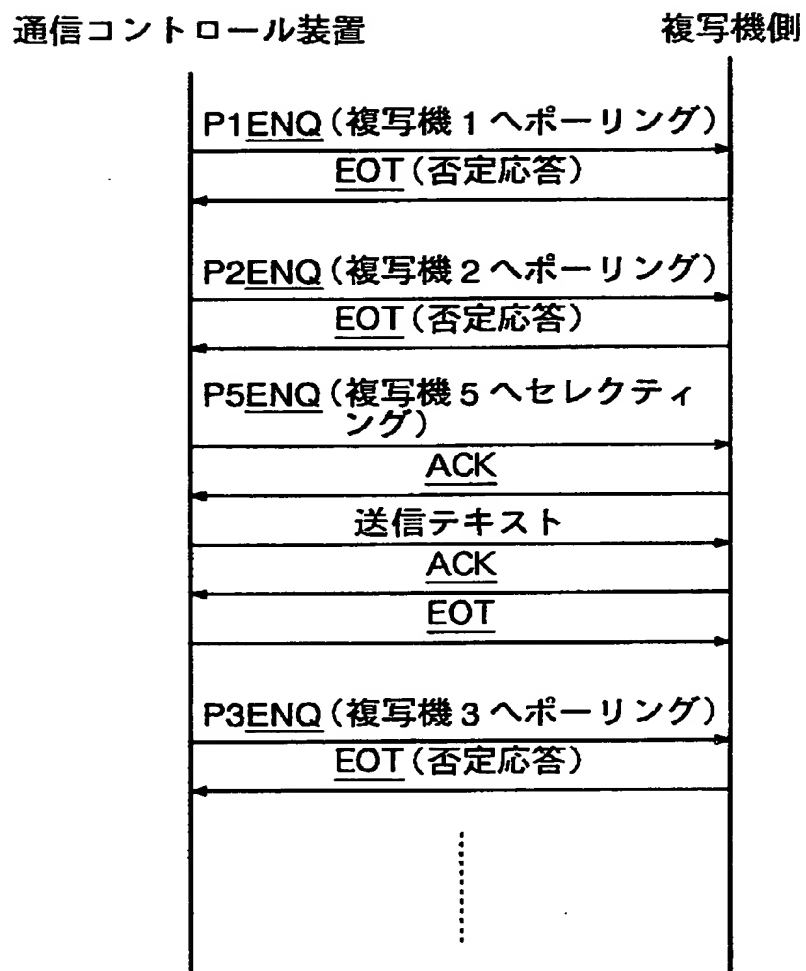 通信コントロール装置
複写機側
P1ENQ(複写機1へポーリング)
EOT(否定応答)
P2ENQ(複写機2へポーリング)
EOT(否定応答)
P5ENQ(複写機5へセレクティ
ング)
ACK
送信テキスト
ACK
EOT
P3ENQ(複写機3へポーリング)
EOT(否定応答)